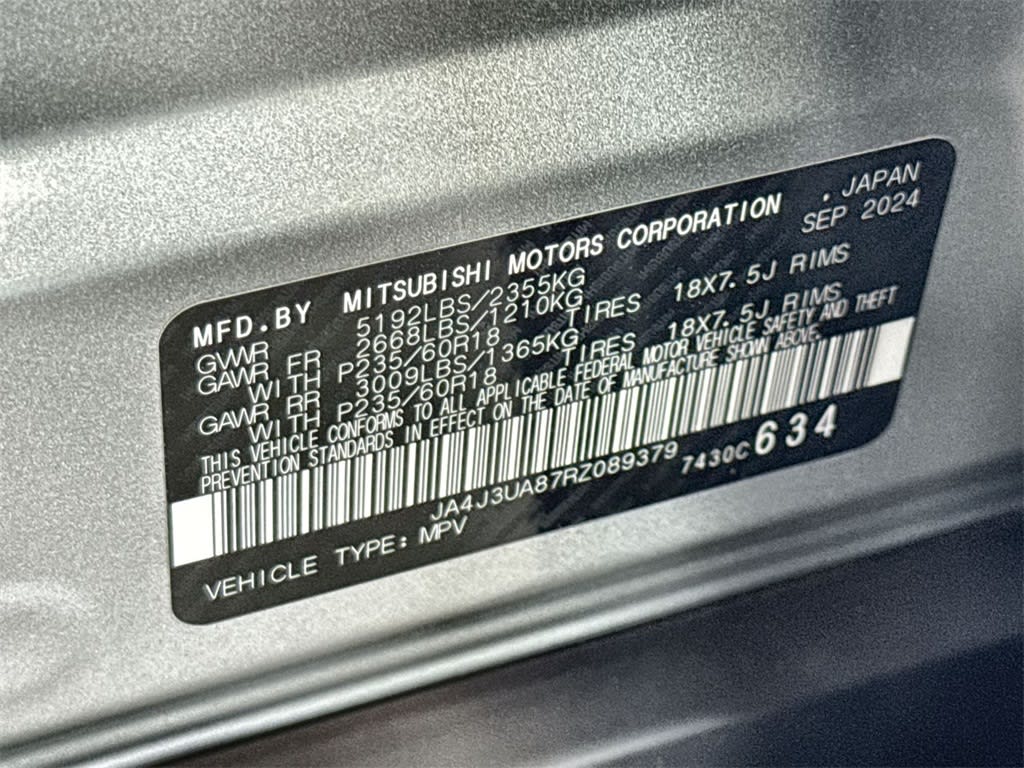 MFD.BY MITSUBISHI MOTORS CORPORATION , JAPAN
SEP 2024
GVWR 5192LBS/2355KG
GAWR FR 2668LBS/1210KG
WITH P235/60R18 TIRES 18X7.5J RIMS
GAWR RR 3009LBS/1365KG
WITH P235/60R18 TIRES 18X7.5J RIMS
THIS VEHICLE CONFORMS TO ALL APPLICABLE FEDERAL MOTOR VEHICLE SAFETY AND THEFT
PREVENTION STANDARDS IN EFFECT ON THE DATE OF MANUFACTURE SHOWN ABOVE.
JA4J3UA87RZ089379 7430C634
VEHICLE TYPE: MPV